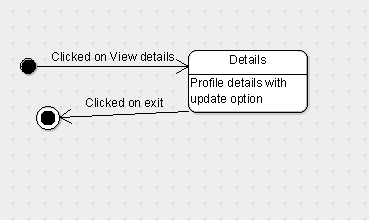 Clicked on View details
Details
Profile details with
update option
Clicked on exit